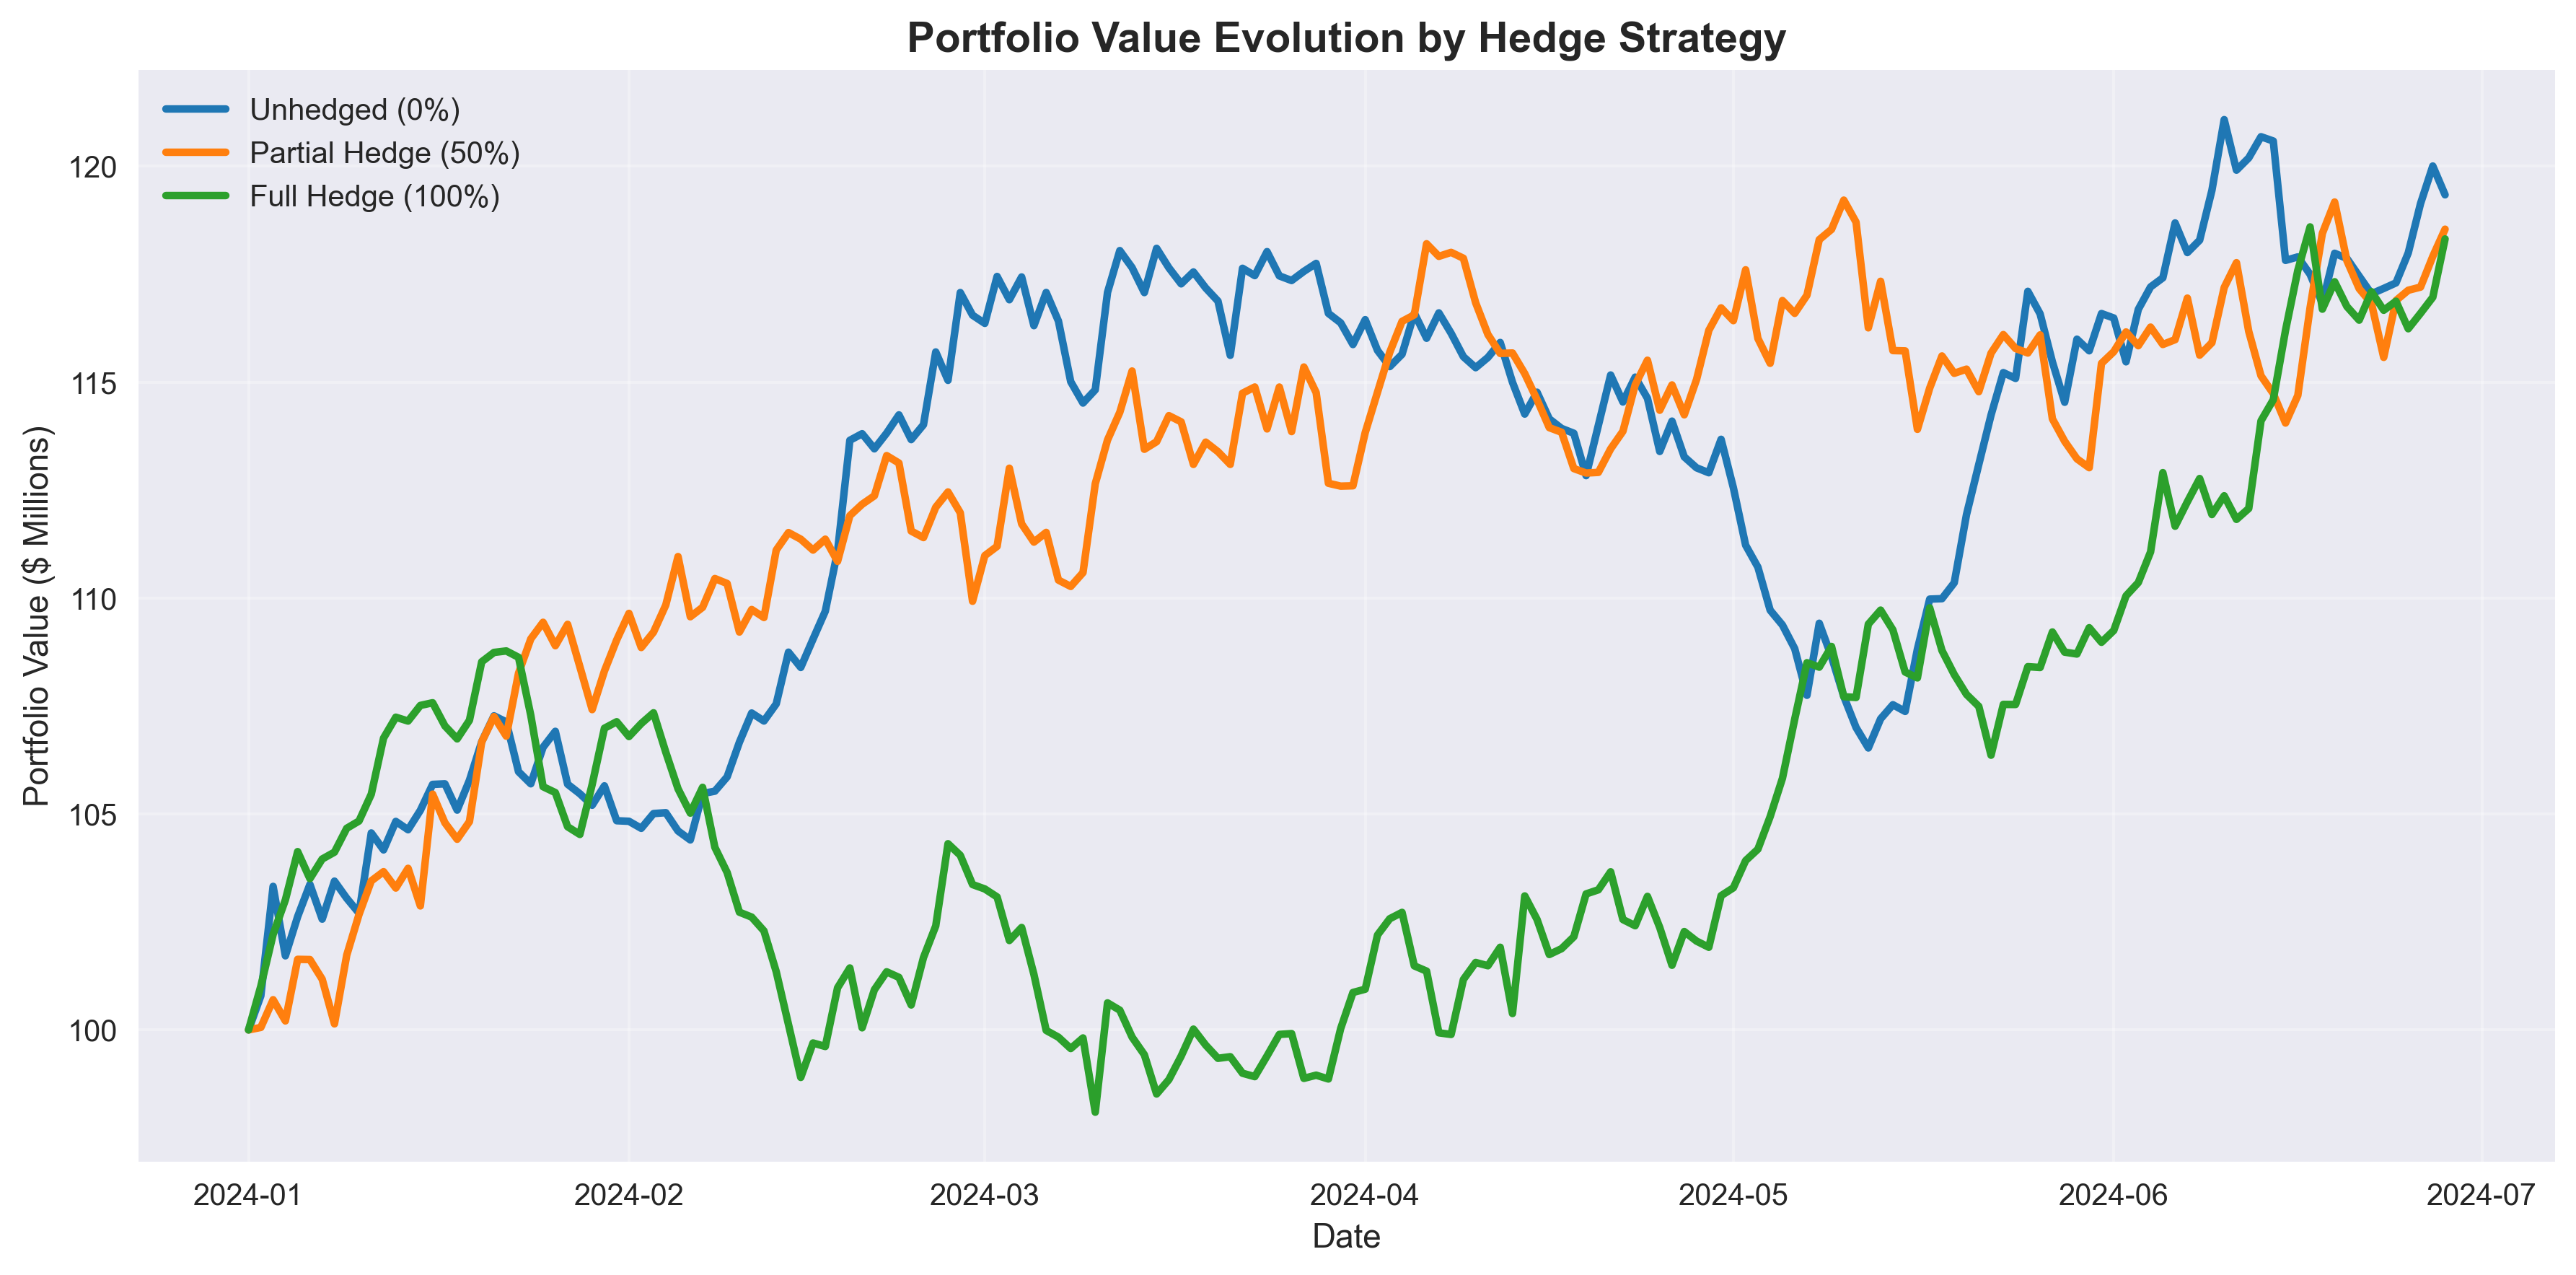 Portfolio Value Evolution by Hedge Strategy
Unhedged (0%)
Partial Hedge (50%)
Full Hedge (100%)
Portfolio Value ($ Millions)
120
115
110
105
100
2024-01 2024-02 2024-03 2024-04 2024-05 2024-06 2024-07
Date